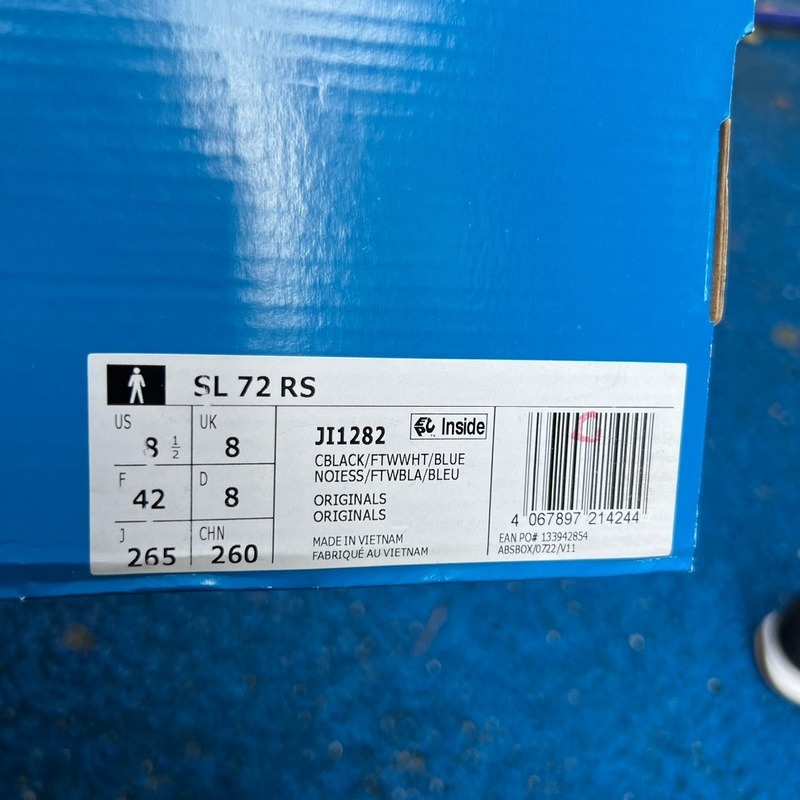 SL 72 RS
US 8 1/2
UK 8
F 42
D 8
J 265
CHN 260
JI1282
EPC Inside
CBLACK/FTWWHT/BLUE
NOIESS/FTWBLA/BLEU
ORIGINALS
ORIGINALS
MADE IN VIETNAM
FABRIQUÉ AU VIETNAM
C
4 067897 214244
EAN PO# 133942854
ABSBOX/0722/V11